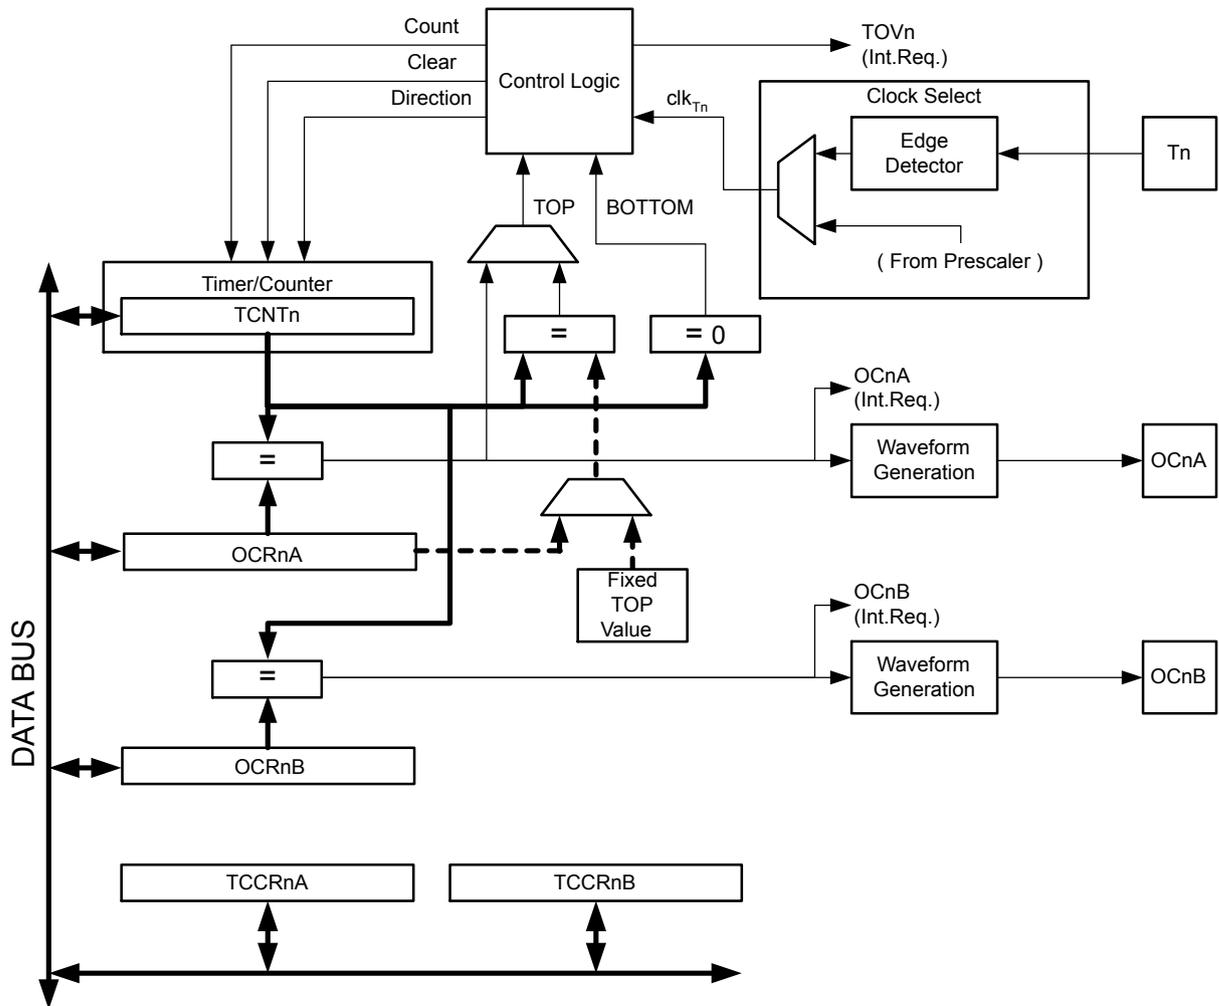 Count
Clear
Direction
Control Logic
TOVn
(Int.Req.)
clkTn
Clock Select
Edge
Detector
Tn
( From Prescaler )
TOP
BOTTOM
Timer/Counter
TCNTn
=
= 0
OCnA
(Int.Req.)
=
Waveform
Generation
OCnA
OCRnA
Fixed
TOP
Value
OCnB
(Int.Req.)
=
Waveform
Generation
OCnB
OCRnB
DATA BUS
TCCRnA
TCCRnB